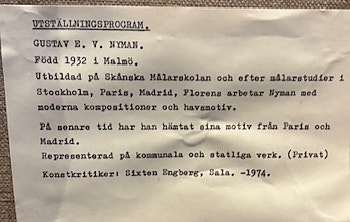 UTSTÄLLNINGSPROGRAM.
GUSTAV E. V. NYMAN.
Född 1932 i Malmö.
Utbildad på Skånska Målarskolan och efter målarstudier i
Stockholm, Paris, Madrid, Florens arbetar Nyman med
moderna kompositioner och havsmotiv.
På senare tid har han hämtat sina motiv från Paris och
Madrid.
Representerad på kommunala och statliga verk. (Privat)
Konstkritiker: Sixten Engberg, Sala. -1974.